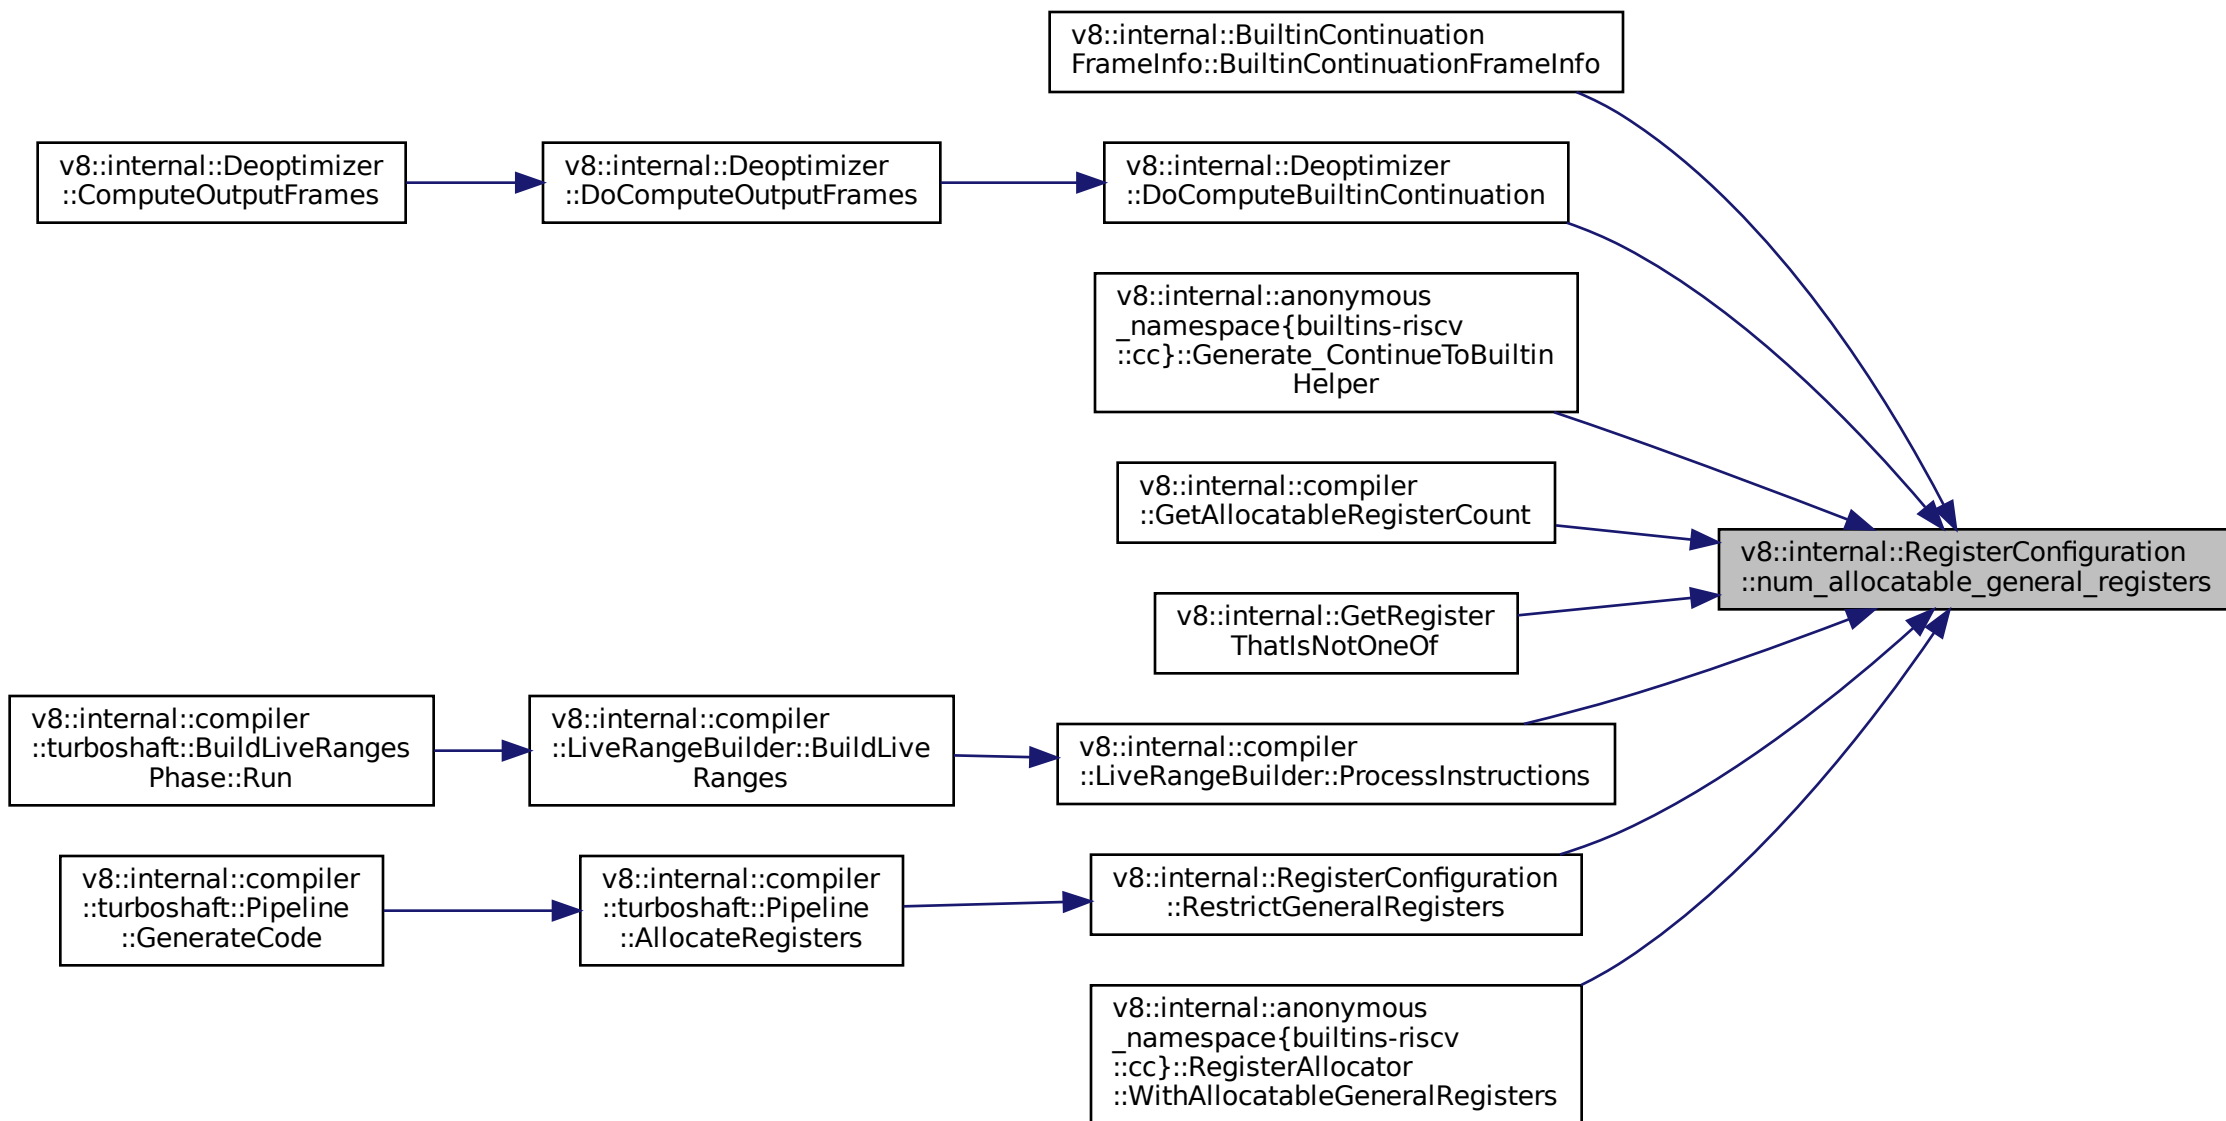 v8::internal::BuiltinContinuation
FrameInfo::BuiltinContinuationFrameInfo
v8::internal::Deoptimizer
::ComputeOutputFrames
v8::internal::Deoptimizer
::DoComputeOutputFrames
v8::internal::Deoptimizer
::DoComputeBuiltinContinuation
v8::internal::anonymous
_namespace{builtins-riscv
::cc}::Generate_ContinueToBuiltin
Helper
v8::internal::compiler
::GetAllocatableRegisterCount
v8::internal::RegisterConfiguration
::num_allocatable_general_registers
v8::internal::GetRegister
ThatIsNotOneOf
v8::internal::compiler
::turboshaft::BuildLiveRanges
Phase::Run
v8::internal::compiler
::LiveRangeBuilder::BuildLive
Ranges
v8::internal::compiler
::LiveRangeBuilder::ProcessInstructions
v8::internal::compiler
::turboshaft::Pipeline
::GenerateCode
v8::internal::compiler
::turboshaft::Pipeline
::AllocateRegisters
v8::internal::RegisterConfiguration
::RestrictGeneralRegisters
v8::internal::anonymous
_namespace{builtins-riscv
::cc}::RegisterAllocator
::WithAllocatableGeneralRegisters